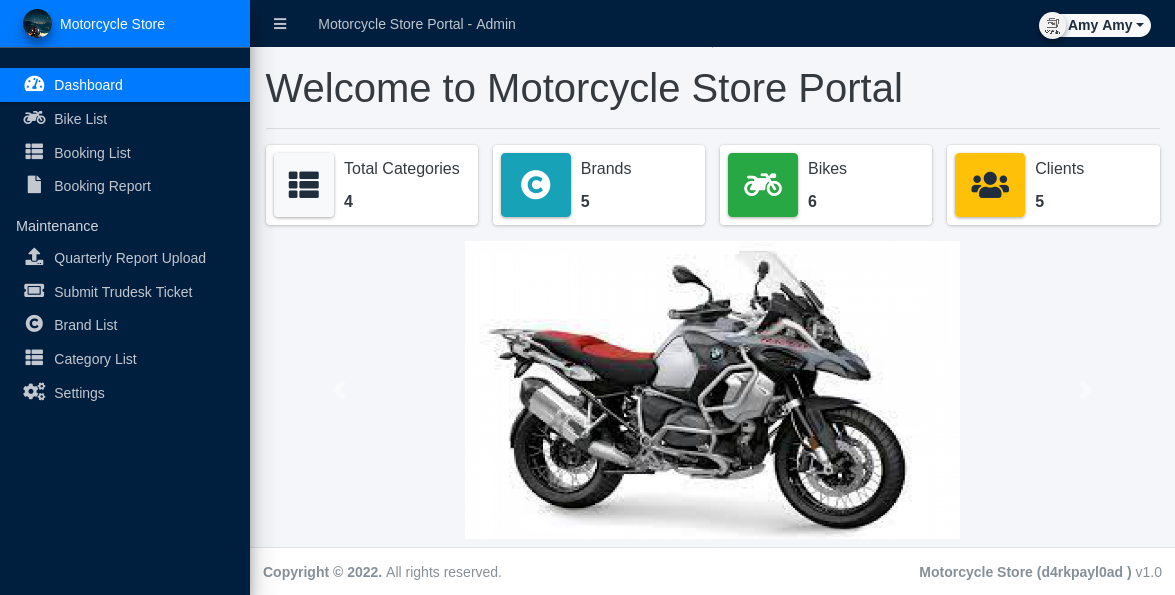 Motorcycle Store
Motorcycle Store Portal - Admin
Amy Amy
Dashboard
Bike List
Booking List
Booking Report
Maintenance
Quarterly Report Upload
Submit Trudesk Ticket
Brand List
Category List
Settings
Welcome to Motorcycle Store Portal
Total Categories
4
Brands
5
Bikes
6
Clients
5
Copyright © 2022. All rights reserved.
Motorcycle Store (d4rkpayl0ad ) v1.0